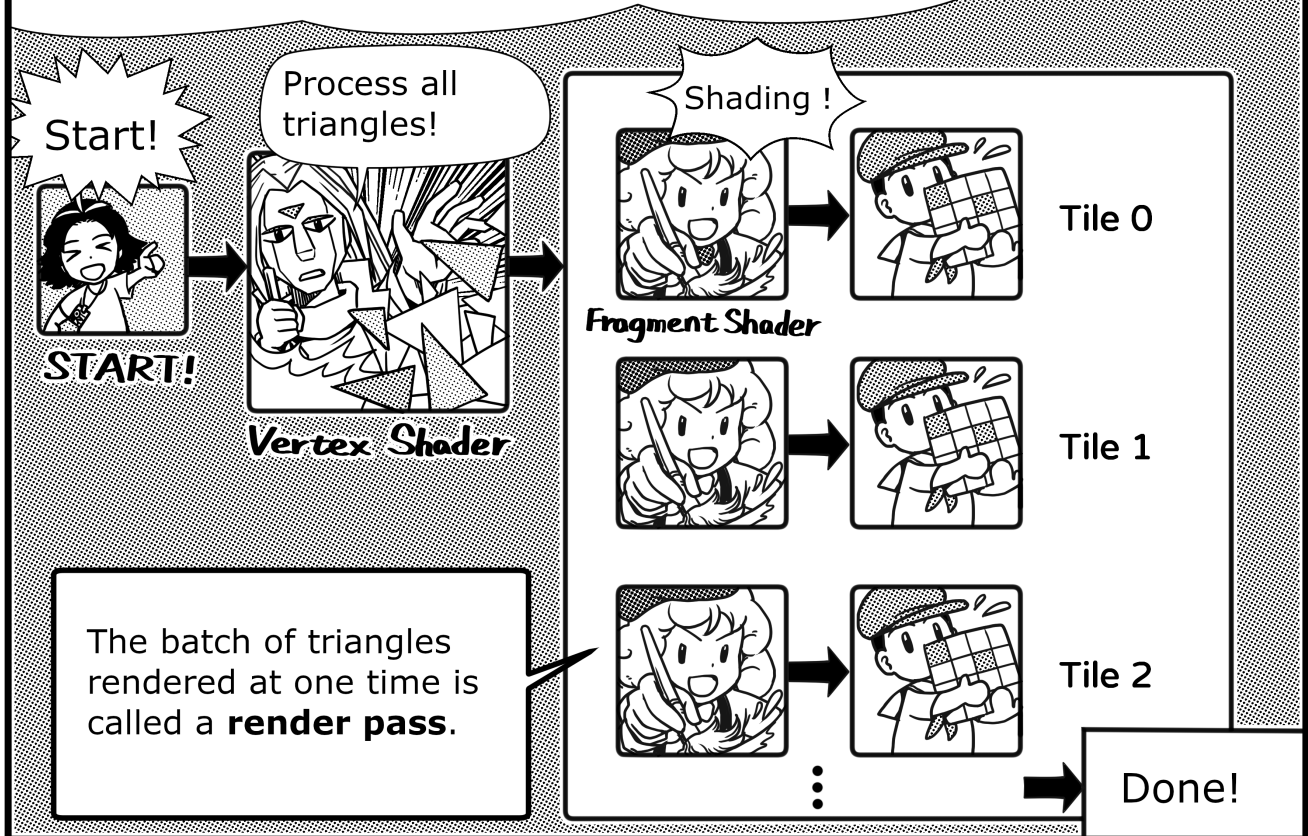 Start!
Process all
triangles!
Shading !
START!
Vertex Shader
Fragment Shader
Tile 0
Tile 1
Tile 2
The batch of triangles
rendered at one time is
called a render pass.
Done!